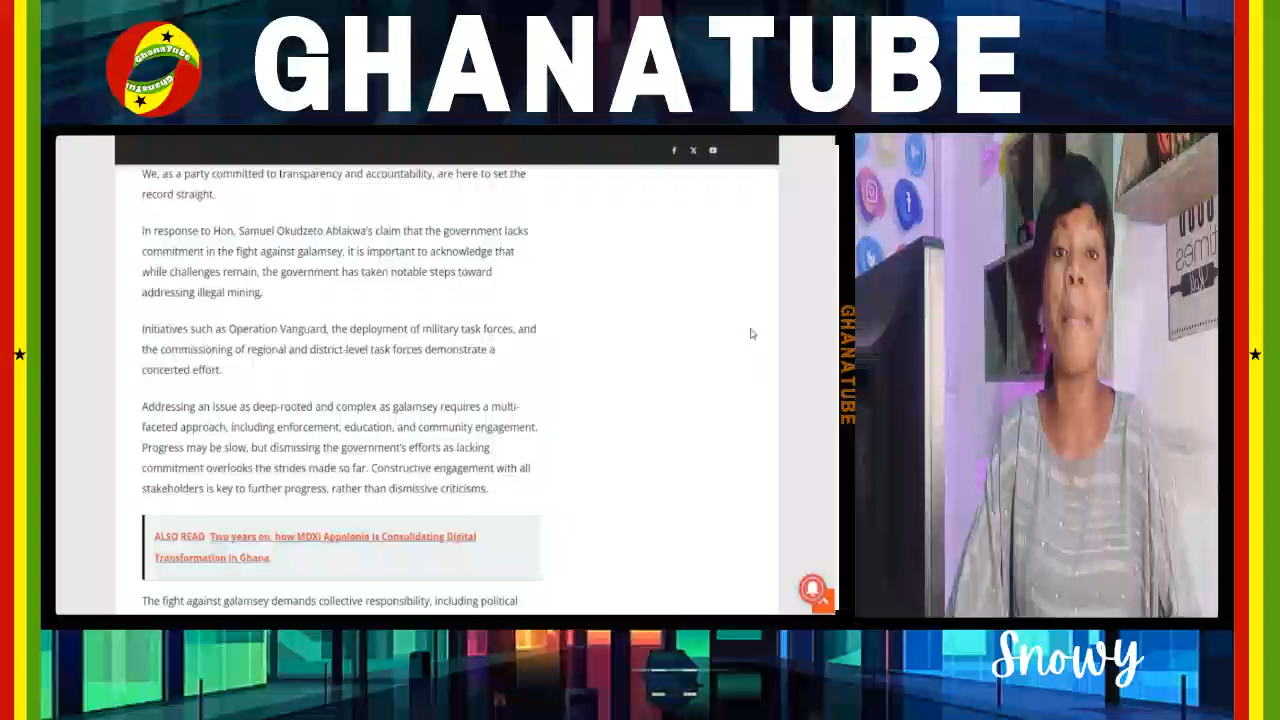 GHANATUBE
GhanaTube
GhanaTube
We, as a party committed to transparency and accountability, are here to set the
record straight.
In response to Hon. Samuel Okudzeto Ablakwa's claim that the government lacks
commitment in the fight against galamsey, it is important to acknowledge that
while challenges remain, the government has taken notable steps toward
addressing illegal mining.
Initiatives such as Operation Vanguard, the deployment of military task forces, and
the commissioning of regional and district-level task forces demonstrate a
concerted effort.
Addressing an issue as deep-rooted and complex as galamsey requires a multi-
faceted approach, including enforcement, education, and community engagement.
Progress may be slow, but dismissing the government's efforts as lacking
commitment overlooks the strides made so far. Constructive engagement with all
stakeholders is key to further progress, rather than dismissive criticisms.
ALSO READ Two years on, how MDXi Appolonia is Consolidating Digital
Transformation in Ghana
The fight against galamsey demands collective responsibility, including political
GHANATUBE
times
Snowy